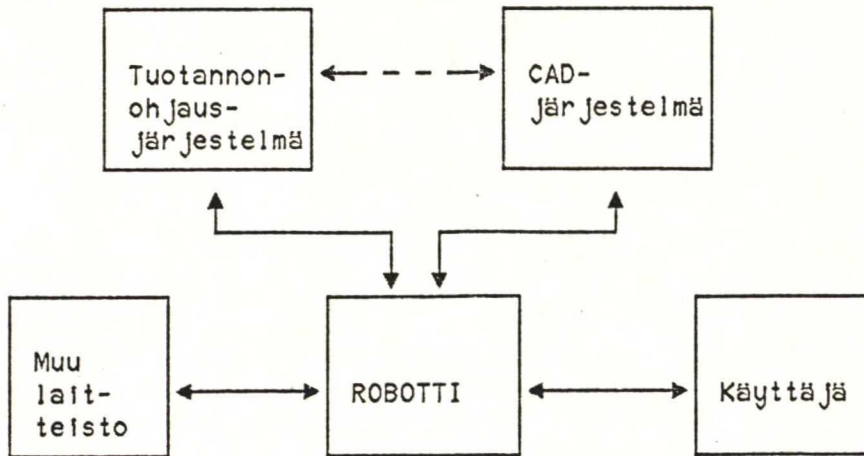 Tuotannon-
ohjaus-
järjestelmä
CAD-
järjestelmä
Muu
lait-
teisto
ROBOTTI
Käyttäjä